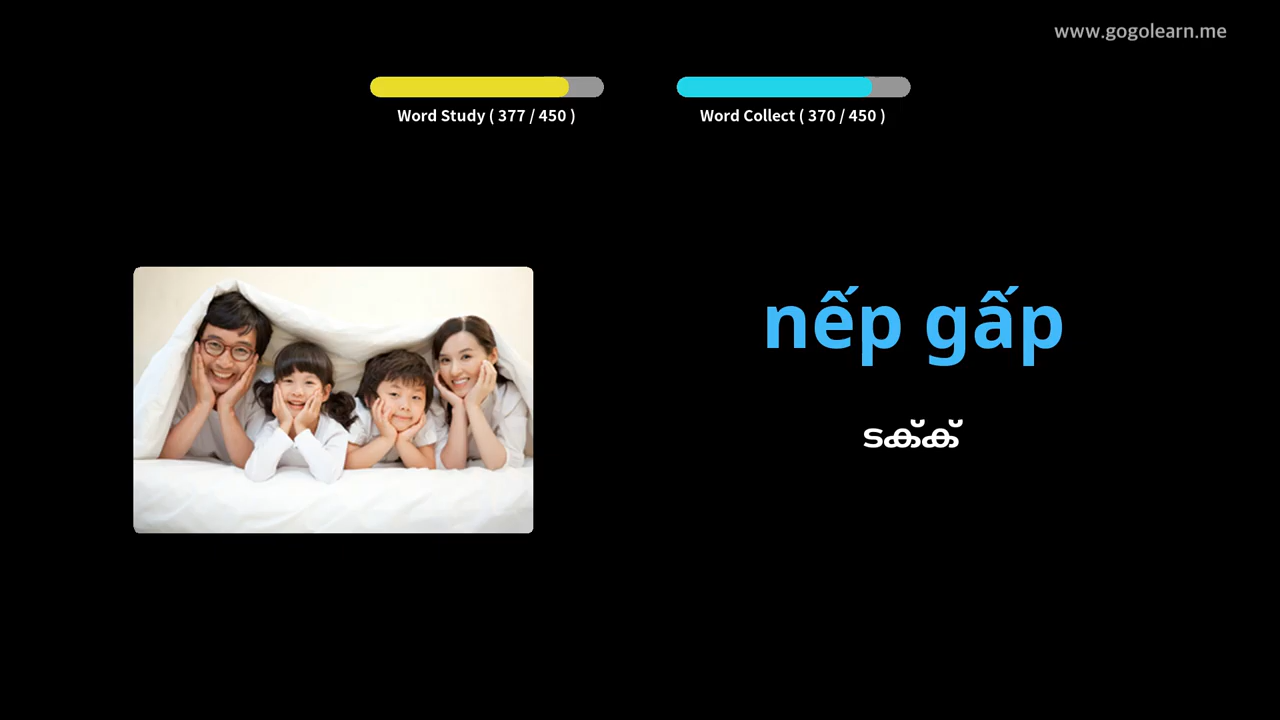 www.gogolearn.me
Word Study ( 377 / 450 )
Word Collect ( 370 / 450 )
nếp gấp
ടക്ക്